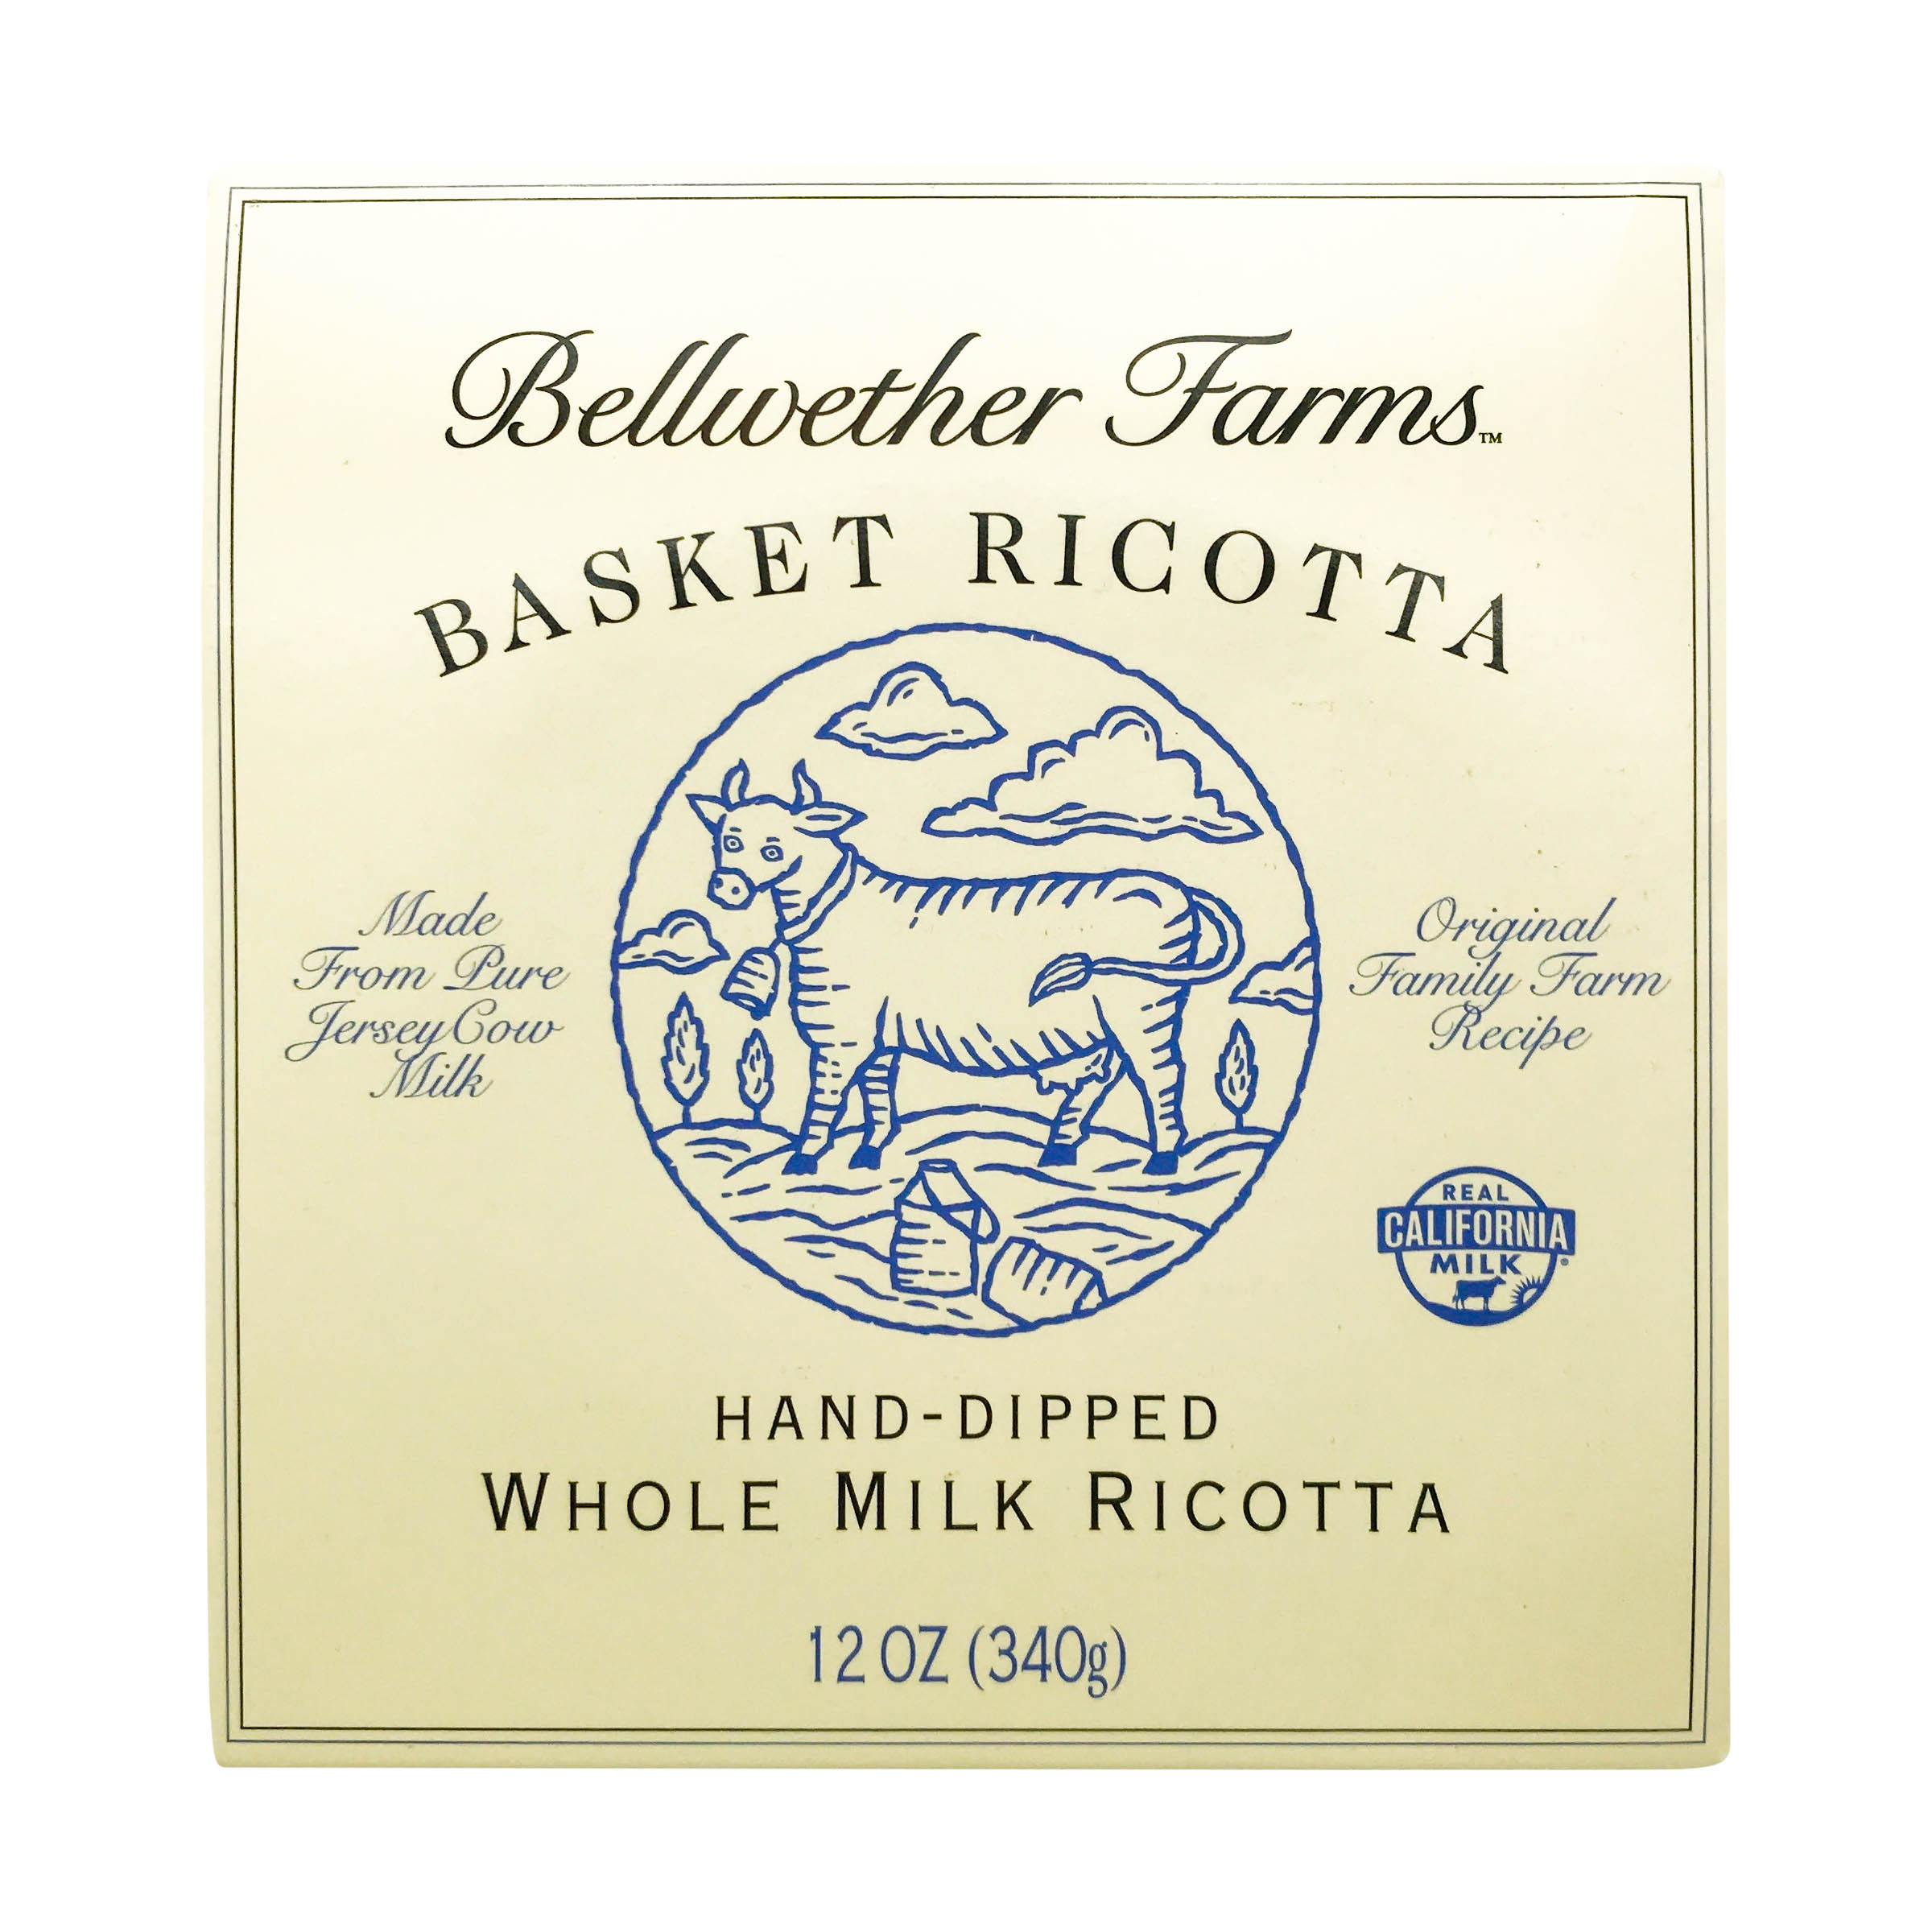 Bellwether Farms™
BASKET RICOTTA
Made
From Pure
Jersey Cow
Milk
Original
Family Farm
Recipe
REAL
CALIFORNIA
MILK®
HAND-DIPPED
WHOLE MILK RICOTTA
12 OZ (340g)